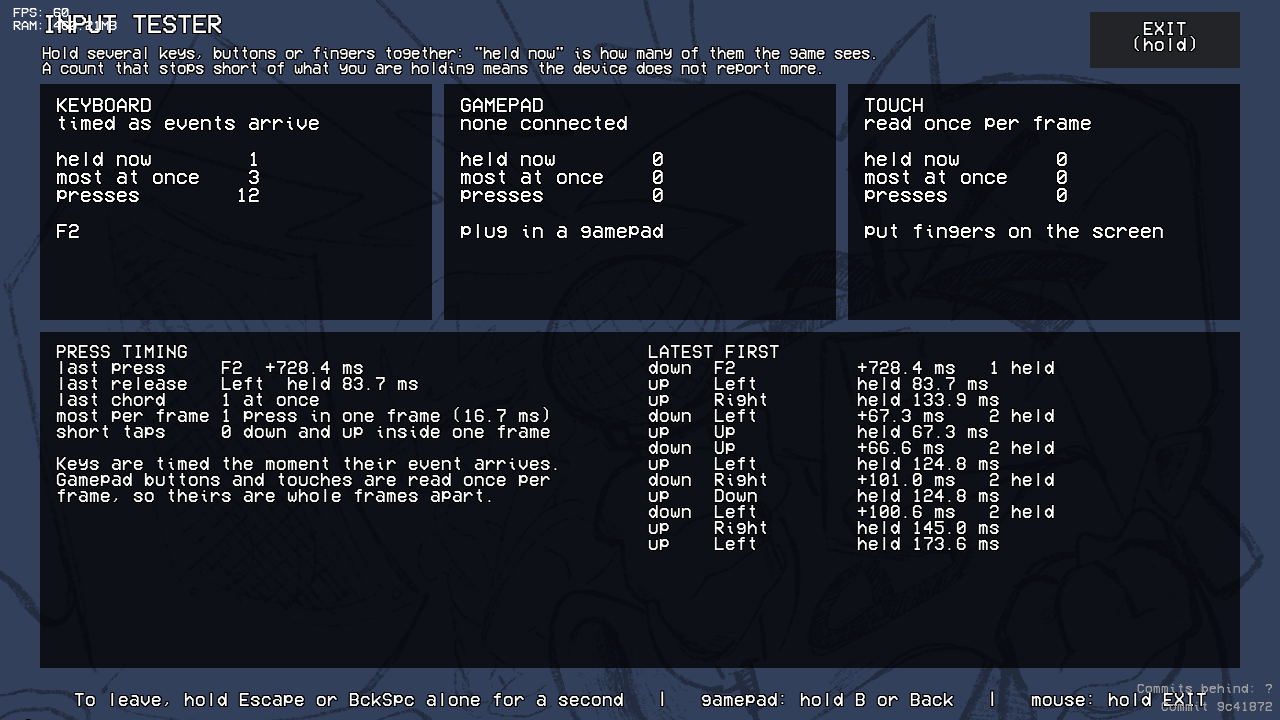 FPS: 60
INPUT TESTER
RAM:
EXIT
(hold)
Hold several keys, buttons or fingers together: "held now" is how many of them the game sees.
A count that stops short of what you are holding means the device does not report more.
KEYBOARD
timed as events arrive
held now 1
most at once 3
presses 12
F2
GAMEPAD
none connected
held now 0
most at once 0
presses 0
plug in a gamepad
TOUCH
read once per frame
held now 0
most at once 0
presses 0
put fingers on the screen
PRESS TIMING
last press F2 +728.4 ms
last release Left held 83.7 ms
last chord 1 at once
most per frame 1 press in one frame (16.7 ms)
short taps 0 down and up inside one frame
Keys are timed the moment their event arrives.
Gamepad buttons and touches are read once per
frame, so theirs are whole frames apart.
LATEST FIRST
down F2 +728.4 ms 1 held
up Left held 83.7 ms
up Right held 133.9 ms
down Left +67.3 ms 2 held
up Up held 67.3 ms
down Up +66.6 ms 2 held
up Left held 124.8 ms
down Right +101.0 ms 2 held
up Down held 124.8 ms
down Left +100.6 ms 2 held
up Right held 145.0 ms
up Left held 173.6 ms
To leave, hold Escape or BckSpc alone for a second | gamepad: hold B or Back | mouse: hold EXIT
Commits behind: ?
Commit 9c41872